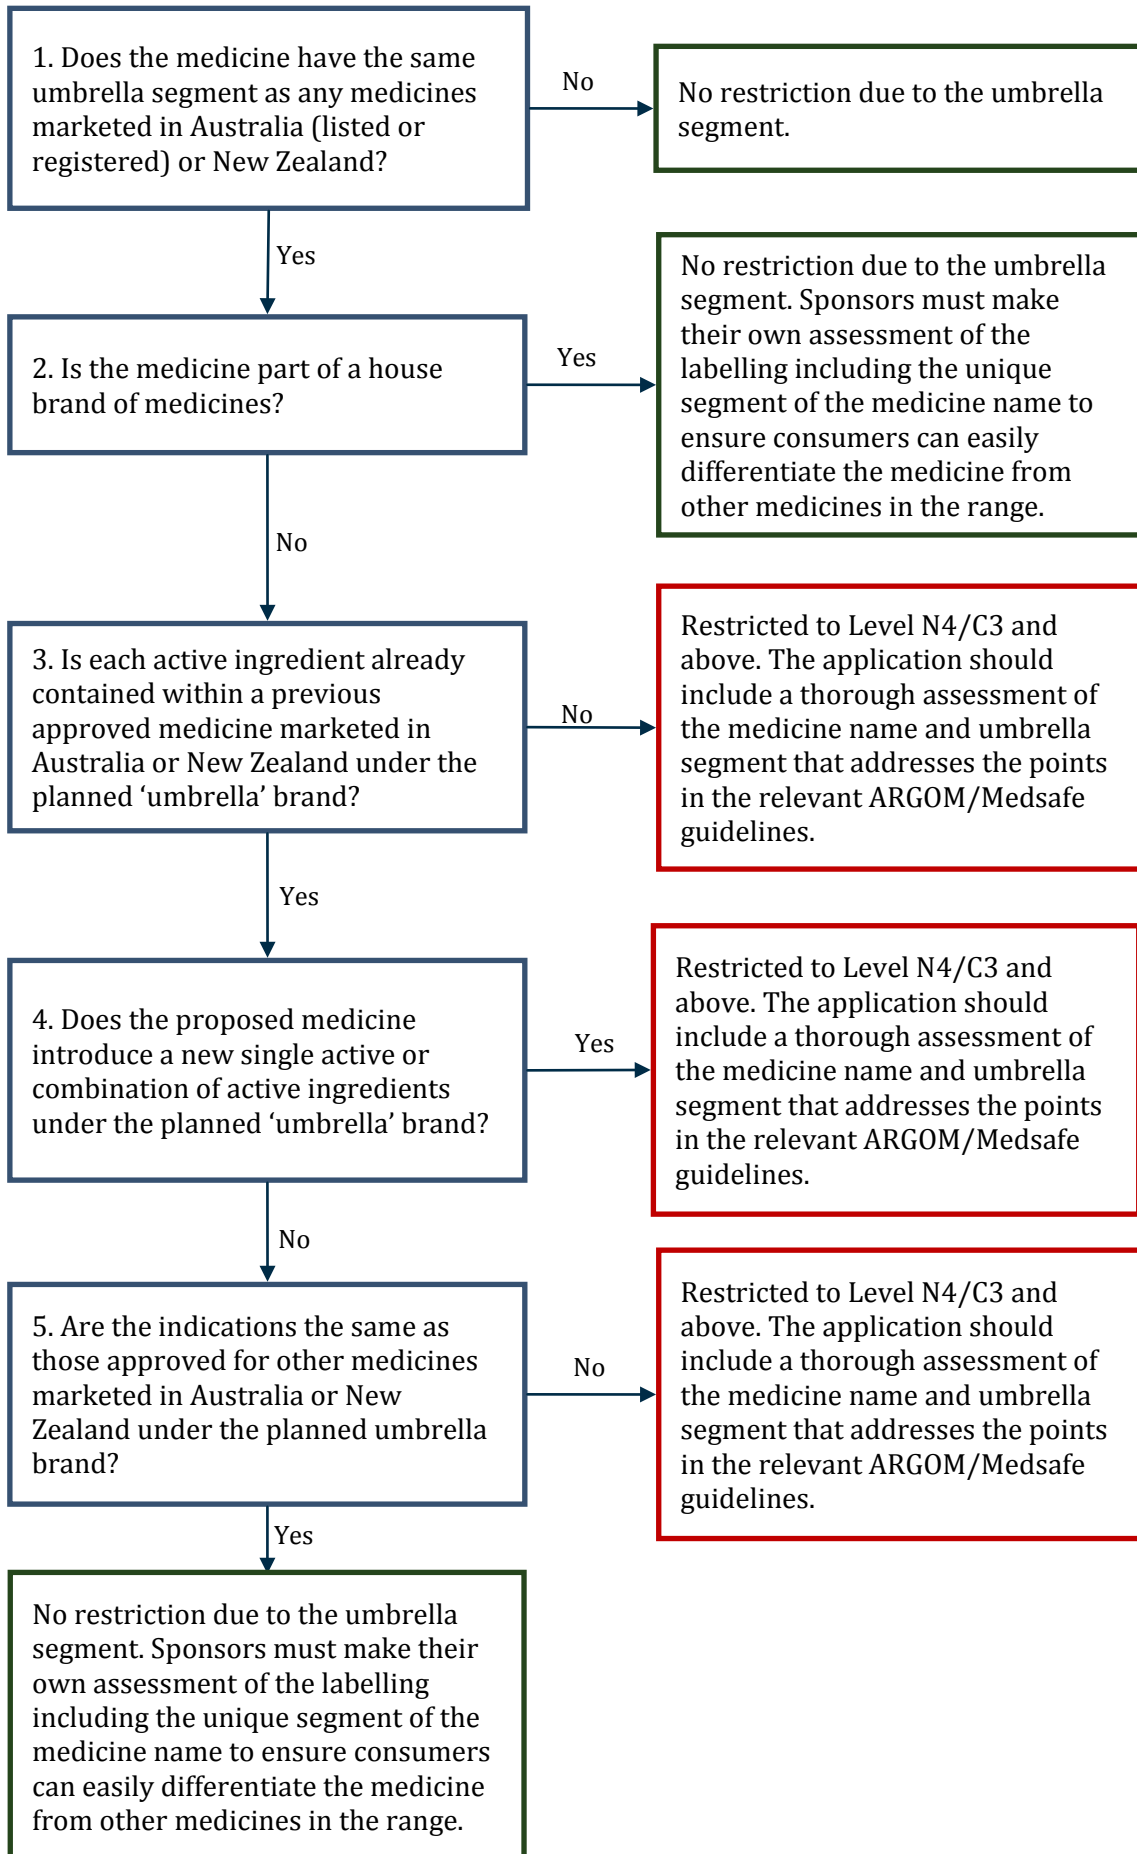 1. Does the medicine have the same
umbrella segment as any medicines
marketed in Australia (listed or
registered) or New Zealand?
No
No restriction due to the umbrella
segment.
Yes
2. Is the medicine part of a house
brand of medicines?
Yes
No restriction due to the umbrella
segment. Sponsors must make
their own assessment of the
labelling including the unique
segment of the medicine name to
ensure consumers can easily
differentiate the medicine from
other medicines in the range.
No
3. Is each active ingredient already
contained within a previous
approved medicine marketed in
Australia or New Zealand under the
planned ‘umbrella’ brand?
No
Restricted to Level N4/C3 and
above. The application should
include a thorough assessment of
the medicine name and umbrella
segment that addresses the points
in the relevant ARGOM/Medsafe
guidelines.
Yes
4. Does the proposed medicine
introduce a new single active or
combination of active ingredients
under the planned ‘umbrella’ brand?
Yes
Restricted to Level N4/C3 and
above. The application should
include a thorough assessment of
the medicine name and umbrella
segment that addresses the points
in the relevant ARGOM/Medsafe
guidelines.
No
5. Are the indications the same as
those approved for other medicines
marketed in Australia or New
Zealand under the planned umbrella
brand?
No
Restricted to Level N4/C3 and
above. The application should
include a thorough assessment of
the medicine name and umbrella
segment that addresses the points
in the relevant ARGOM/Medsafe
guidelines.
Yes
No restriction due to the umbrella
segment. Sponsors must make their
own assessment of the labelling
including the unique segment of the
medicine name to ensure consumers
can easily differentiate the medicine
from other medicines in the range.